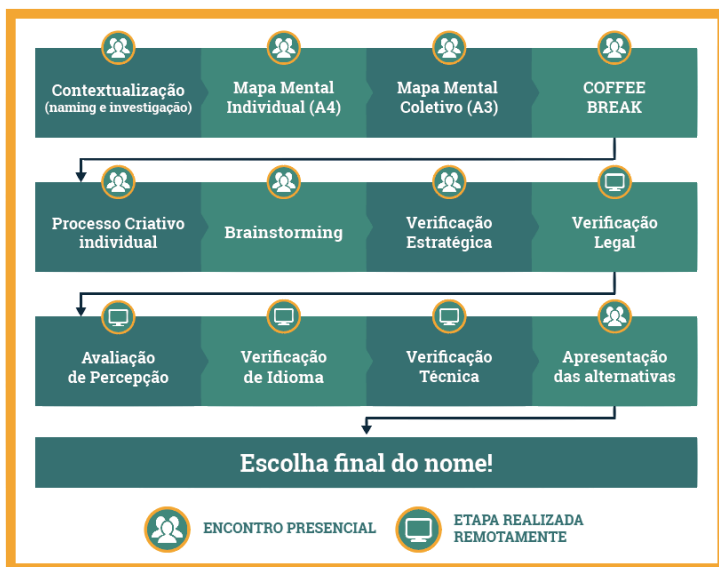 Contextualização
(naming e investigação)
Mapa Mental
Individual (A4)
Mapa Mental
Coletivo (A3)
COFFEE
BREAK
Processo Criativo
individual
Brainstorming
Verificação
Estratégica
Verificação
Legal
Avaliação
de Percepção
Verificação
de Idioma
Verificação
Técnica
Apresentação
das alternativas
Escolha final do nome!
ENCONTRO PRESENCIAL
ETAPA REALIZADA
REMOTAMENTE